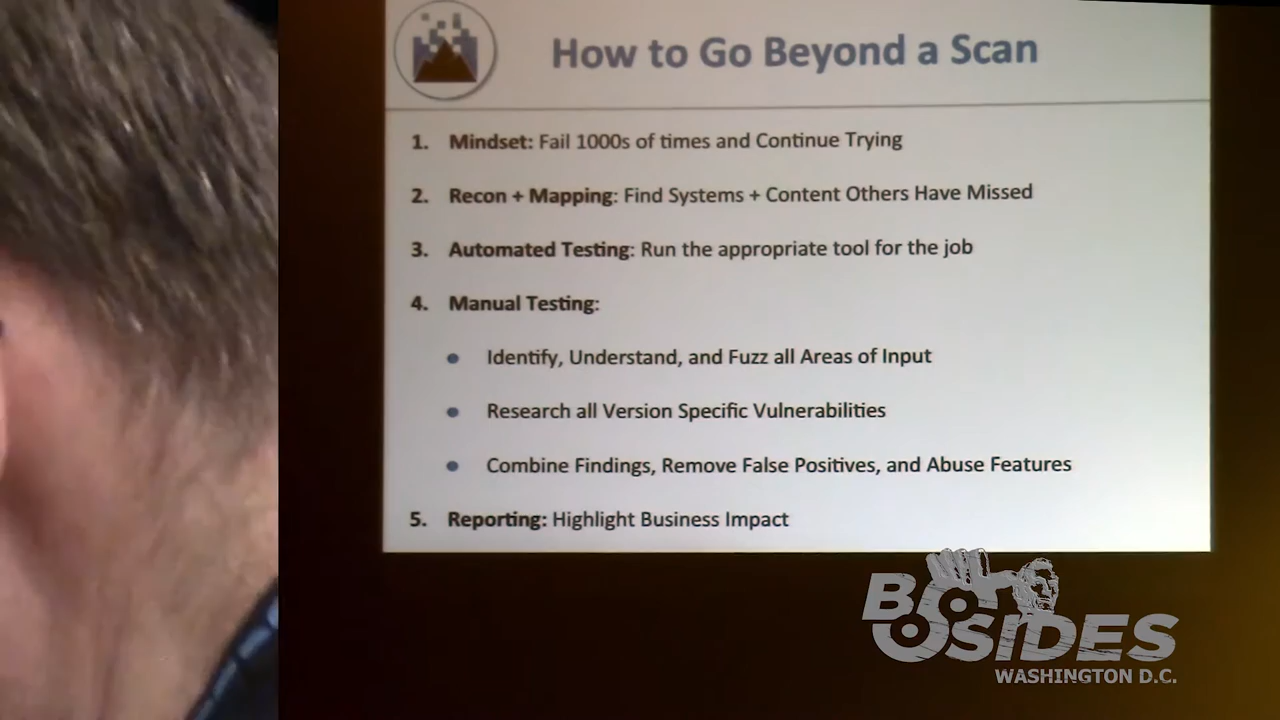 How to Go Beyond a Scan
1. Mindset: Fail 1000s of times and Continue Trying
2. Recon + Mapping: Find Systems + Content Others Have Missed
3. Automated Testing: Run the appropriate tool for the job
4. Manual Testing:
• Identify, Understand, and Fuzz all Areas of Input
• Research all Version Specific Vulnerabilities
• Combine Findings, Remove False Positives, and Abuse Features
5. Reporting: Highlight Business Impact
BSIDES
WASHINGTON D.C.